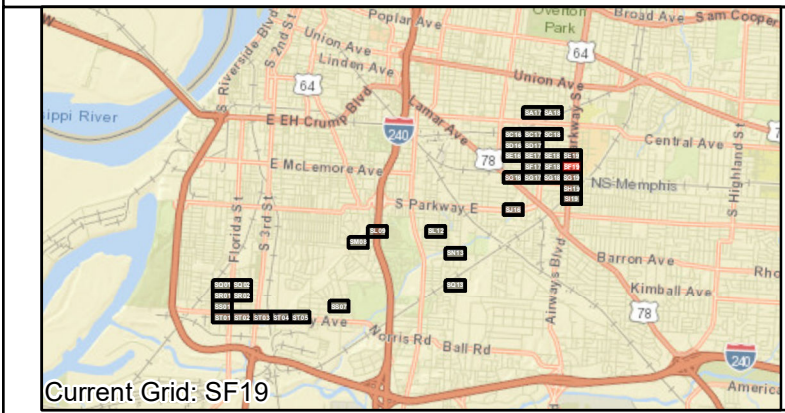 Poplar Ave
Overton
Park
Broad Ave
Sam Cooper
Union Ave
Linden Ave
S 2nd St
S Riverside Blvd
64
64
Union Ave
E EH Crump Blvd
Lamar Ave
240
SA17 SA18
SC16 SC17 SC18
SD16 SD17
SE16 SE17 SE18 SE19
SF17 SF18 SF19
SG16 SG17 SG18 SG19
SH19
SI19
78
Central Ave
S Highland St
E McLemore Ave
NS-Memphis
S Parkway E
SJ16
Florida St
S 3rd St
SL09
SL12
SN13
SQ13
Airways Blvd
Barron Ave
Kimball Ave
78
SQ01 SQ02
SR01 SR02
SS01
SS07
ST01 ST02 ST03 ST04 ST05
Norris Rd
Ball Rd
240
Current Grid: SF19